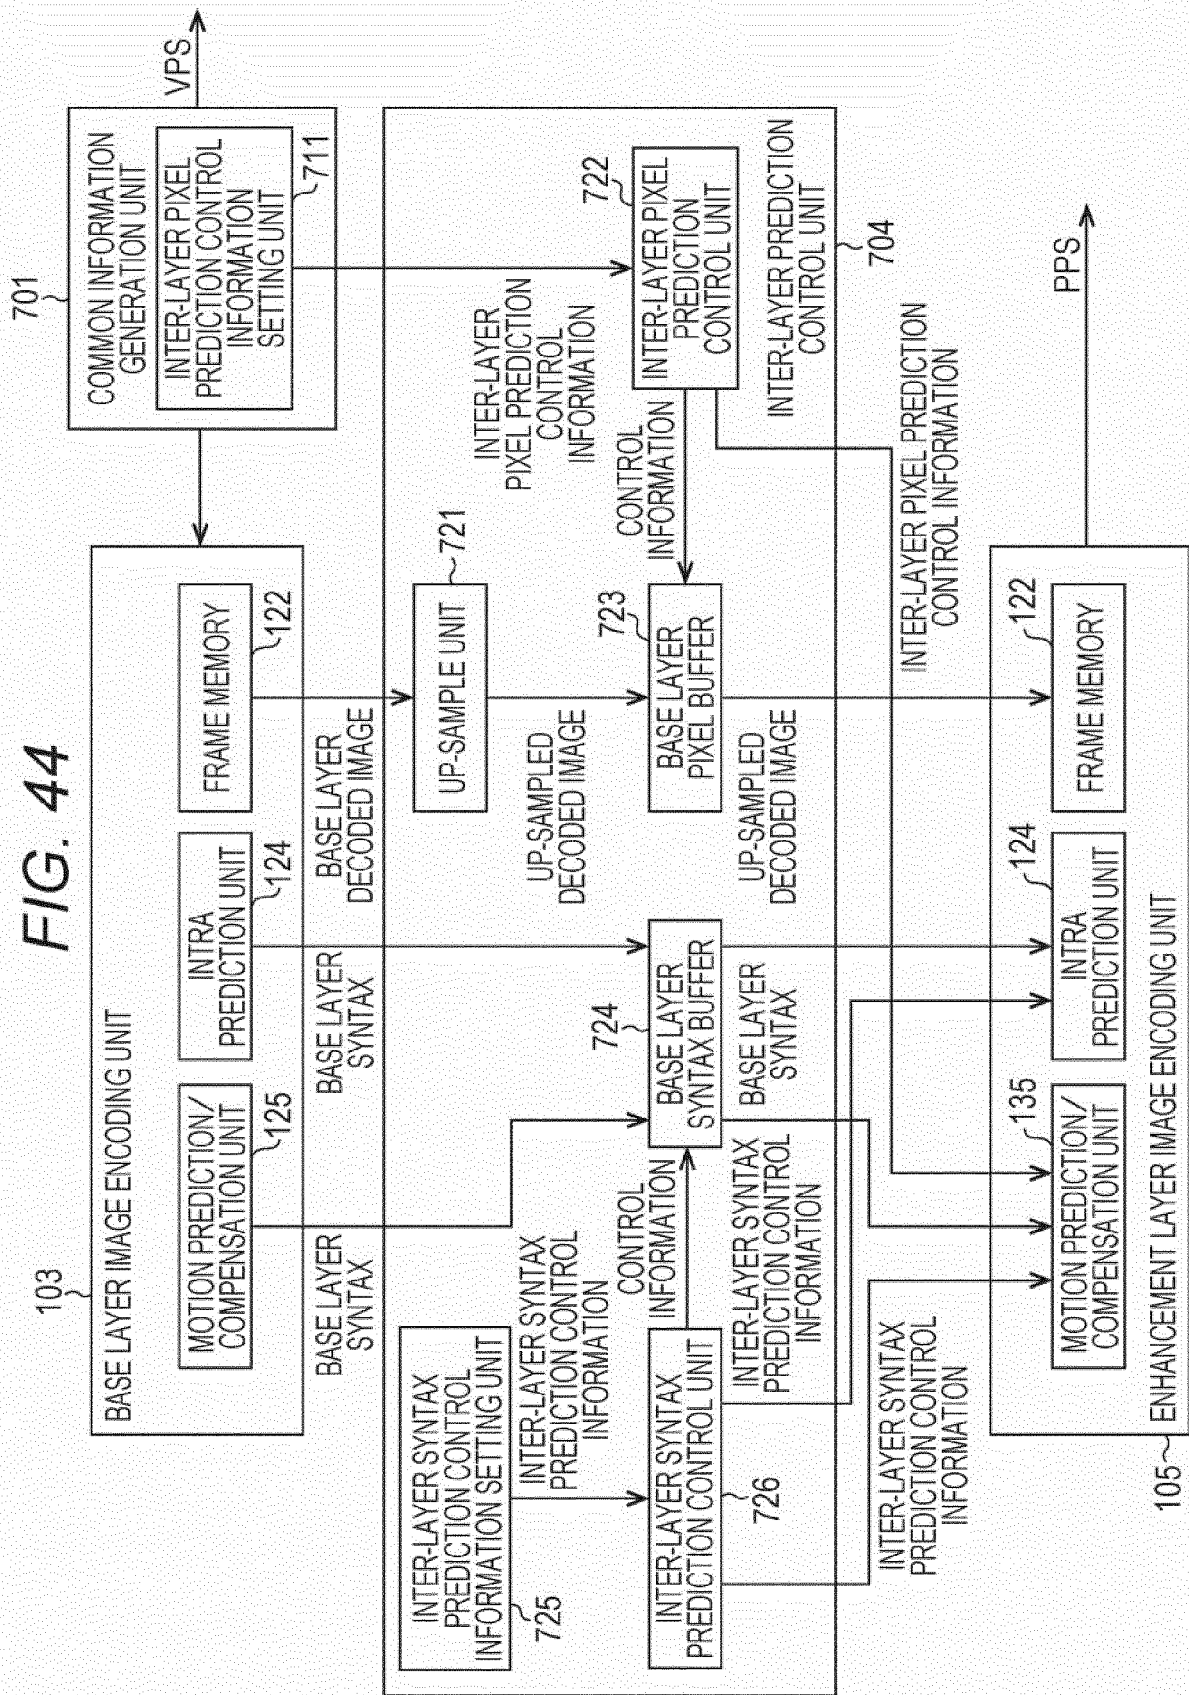 FIG. 44
103
BASE LAYER IMAGE ENCODING UNIT
MOTION PREDICTION/
COMPENSATION UNIT
125
INTRA
PREDICTION UNIT
124
FRAME MEMORY
122
701
COMMON INFORMATION
GENERATION UNIT
INTER-LAYER PIXEL
PREDICTION CONTROL
INFORMATION
SETTING UNIT
711
VPS
BASE LAYER
SYNTAX
BASE LAYER
SYNTAX
BASE LAYER
DECODED IMAGE
INTER-LAYER SYNTAX
PREDICTION CONTROL
INFORMATION SETTING UNIT
725
INTER-LAYER SYNTAX
PREDICTION CONTROL
INFORMATION
UP-SAMPLE UNIT
721
UP-SAMPLED
DECODED IMAGE
INTER-LAYER
PIXEL PREDICTION
CONTROL
INFORMATION
INTER-LAYER SYNTAX
PREDICTION CONTROL UNIT
726
CONTROL
INFORMATION
724
BASE LAYER
SYNTAX BUFFER
723
BASE LAYER
PIXEL BUFFER
CONTROL
INFORMATION
722
INTER-LAYER PIXEL
PREDICTION
CONTROL UNIT
INTER-LAYER SYNTAX
PREDICTION CONTROL
INFORMATION
BASE LAYER
SYNTAX
UP-SAMPLED
DECODED IMAGE
INTER-LAYER PREDICTION
CONTROL UNIT
704
INTER-LAYER SYNTAX
PREDICTION CONTROL
INFORMATION
INTER-LAYER PIXEL PREDICTION
CONTROL INFORMATION
MOTION PREDICTION/
COMPENSATION UNIT
135
INTRA
PREDICTION UNIT
124
FRAME MEMORY
122
PPS
105
ENHANCEMENT LAYER IMAGE ENCODING UNIT